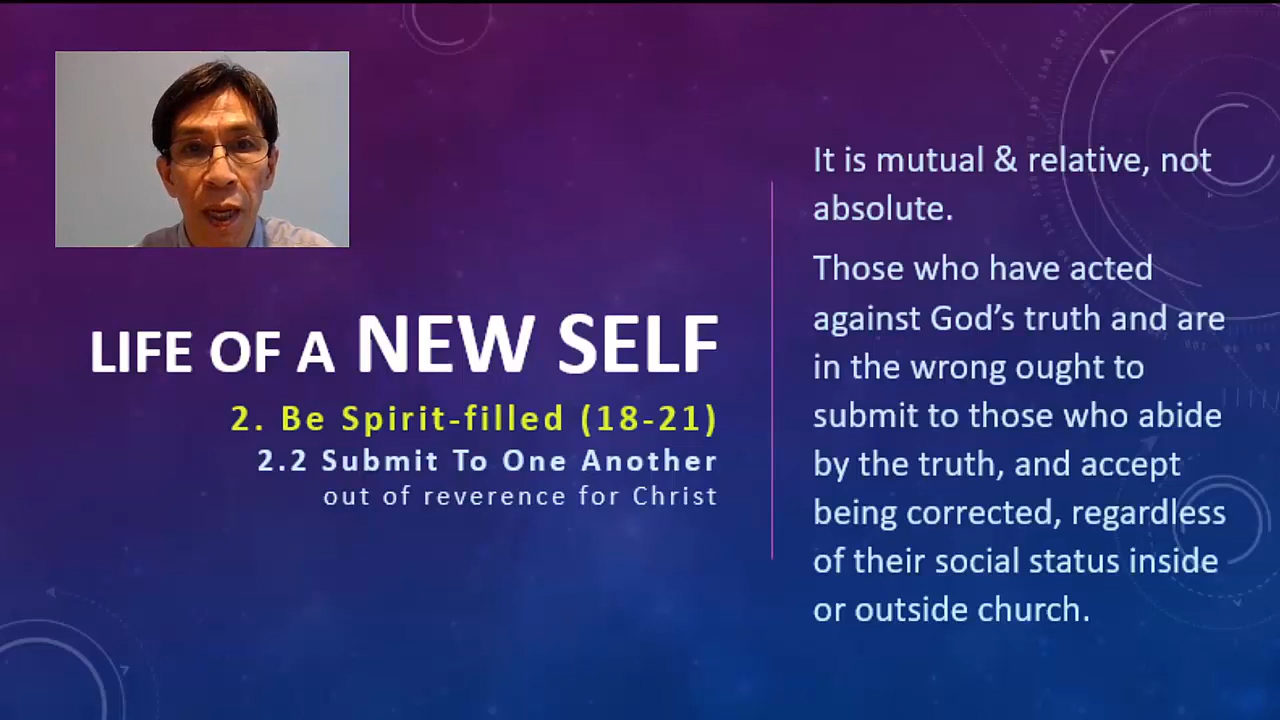 LIFE OF A NEW SELF
2. Be Spirit-filled (18-21)
2.2 Submit To One Another
out of reverence for Christ
It is mutual & relative, not
absolute.
Those who have acted
against God’s truth and are
in the wrong ought to
submit to those who abide
by the truth, and accept
being corrected, regardless
of their social status inside
or outside church.